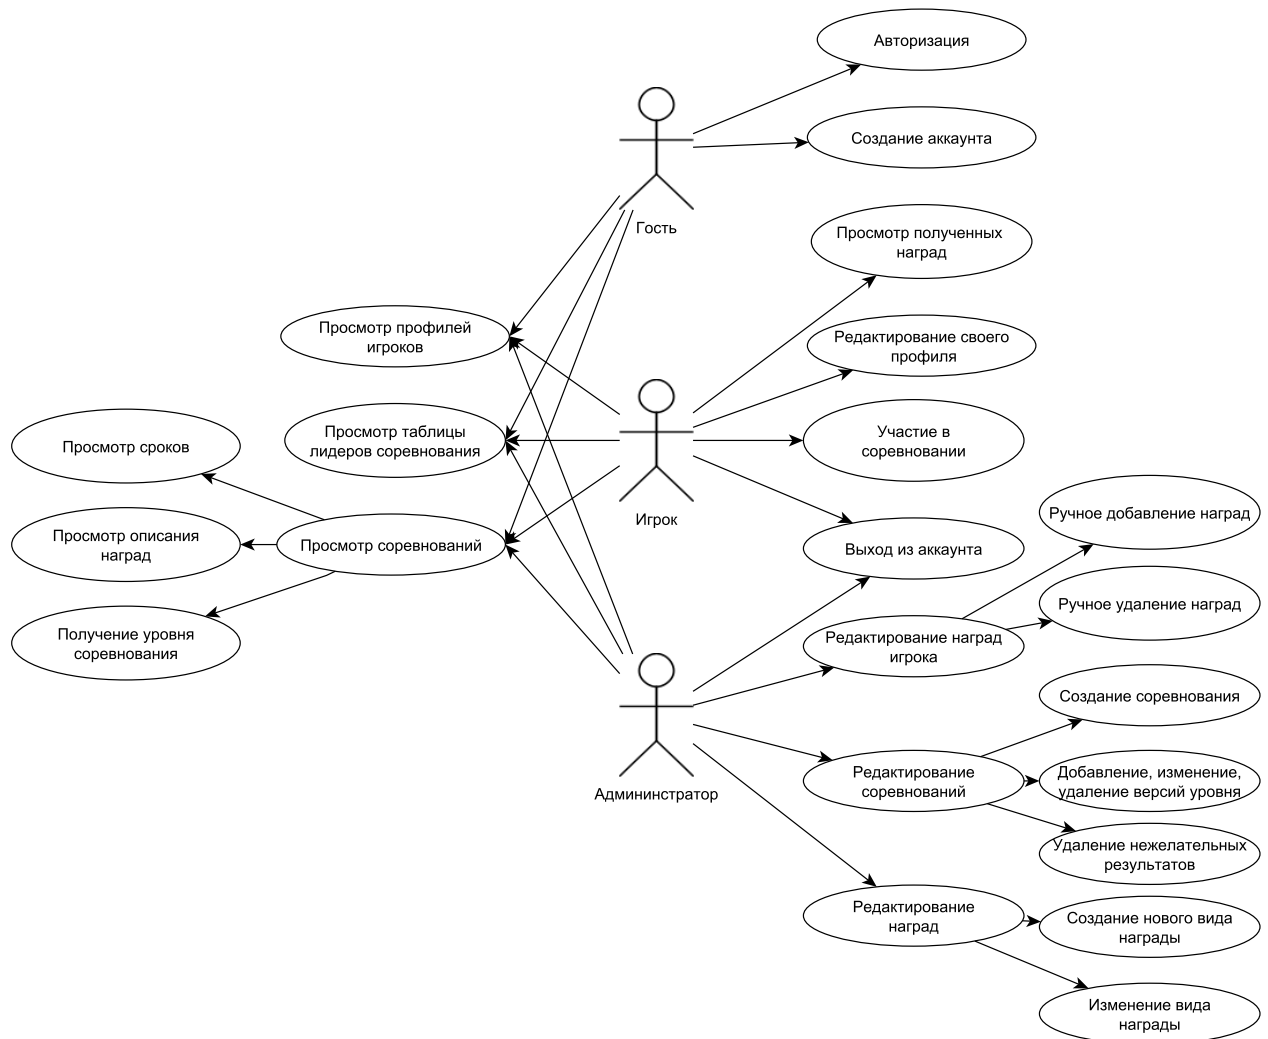 Авторизация
Создание аккаунта
Гость
Просмотр полученных
наград
Просмотр профилей
игроков
Редактирование своего
профиля
Просмотр таблицы
лидеров соревнования
Участие в
соревновании
Просмотр сроков
Игрок
Ручное добавление наград
Просмотр описания
наград
Просмотр соревнований
Выход из аккаунта
Ручное удаление наград
Получение уровня
соревнования
Редактирование наград
игрока
Создание соревнования
Админинстратор
Редактирование
соревнований
Добавление, изменение,
удаление версий уровня
Удаление нежелательных
результатов
Редактирование
наград
Создание нового вида
награды
Изменение вида
награды